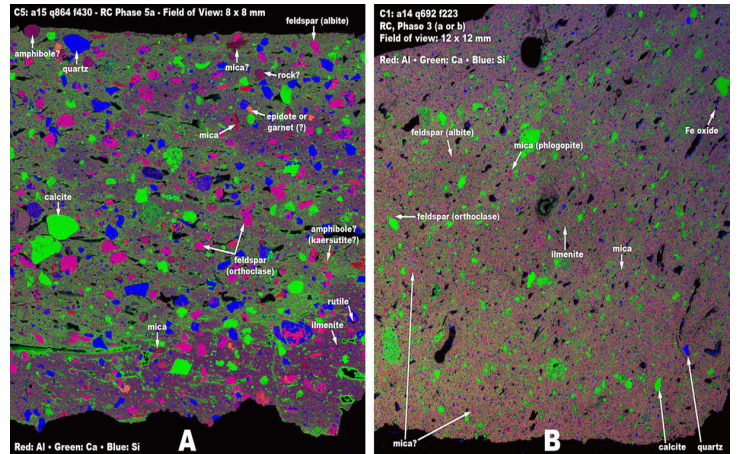 C5: a15 q864 f430 - RC Phase 5a - Field of View: 8 x 8 mm
feldspar (albite)
amphibole?
quartz
mica?
rock?
epidote or
garnet (?)
mica
calcite
amphibole?
(kaersutite?)
feldspar
(orthoclase)
rutile
ilmenite
mica
A
Red: Al • Green: Ca • Blue: Si
C1: a14 q692 f223
RC, Phase 3 (a or b)
Field of view: 12 x 12 mm
Red: Al • Green: Ca • Blue: Si
Fe oxide
feldspar (albite)
mica (phlogopite)
feldspar (orthoclase)
ilmenite
mica
mica?
B
calcite
quartz